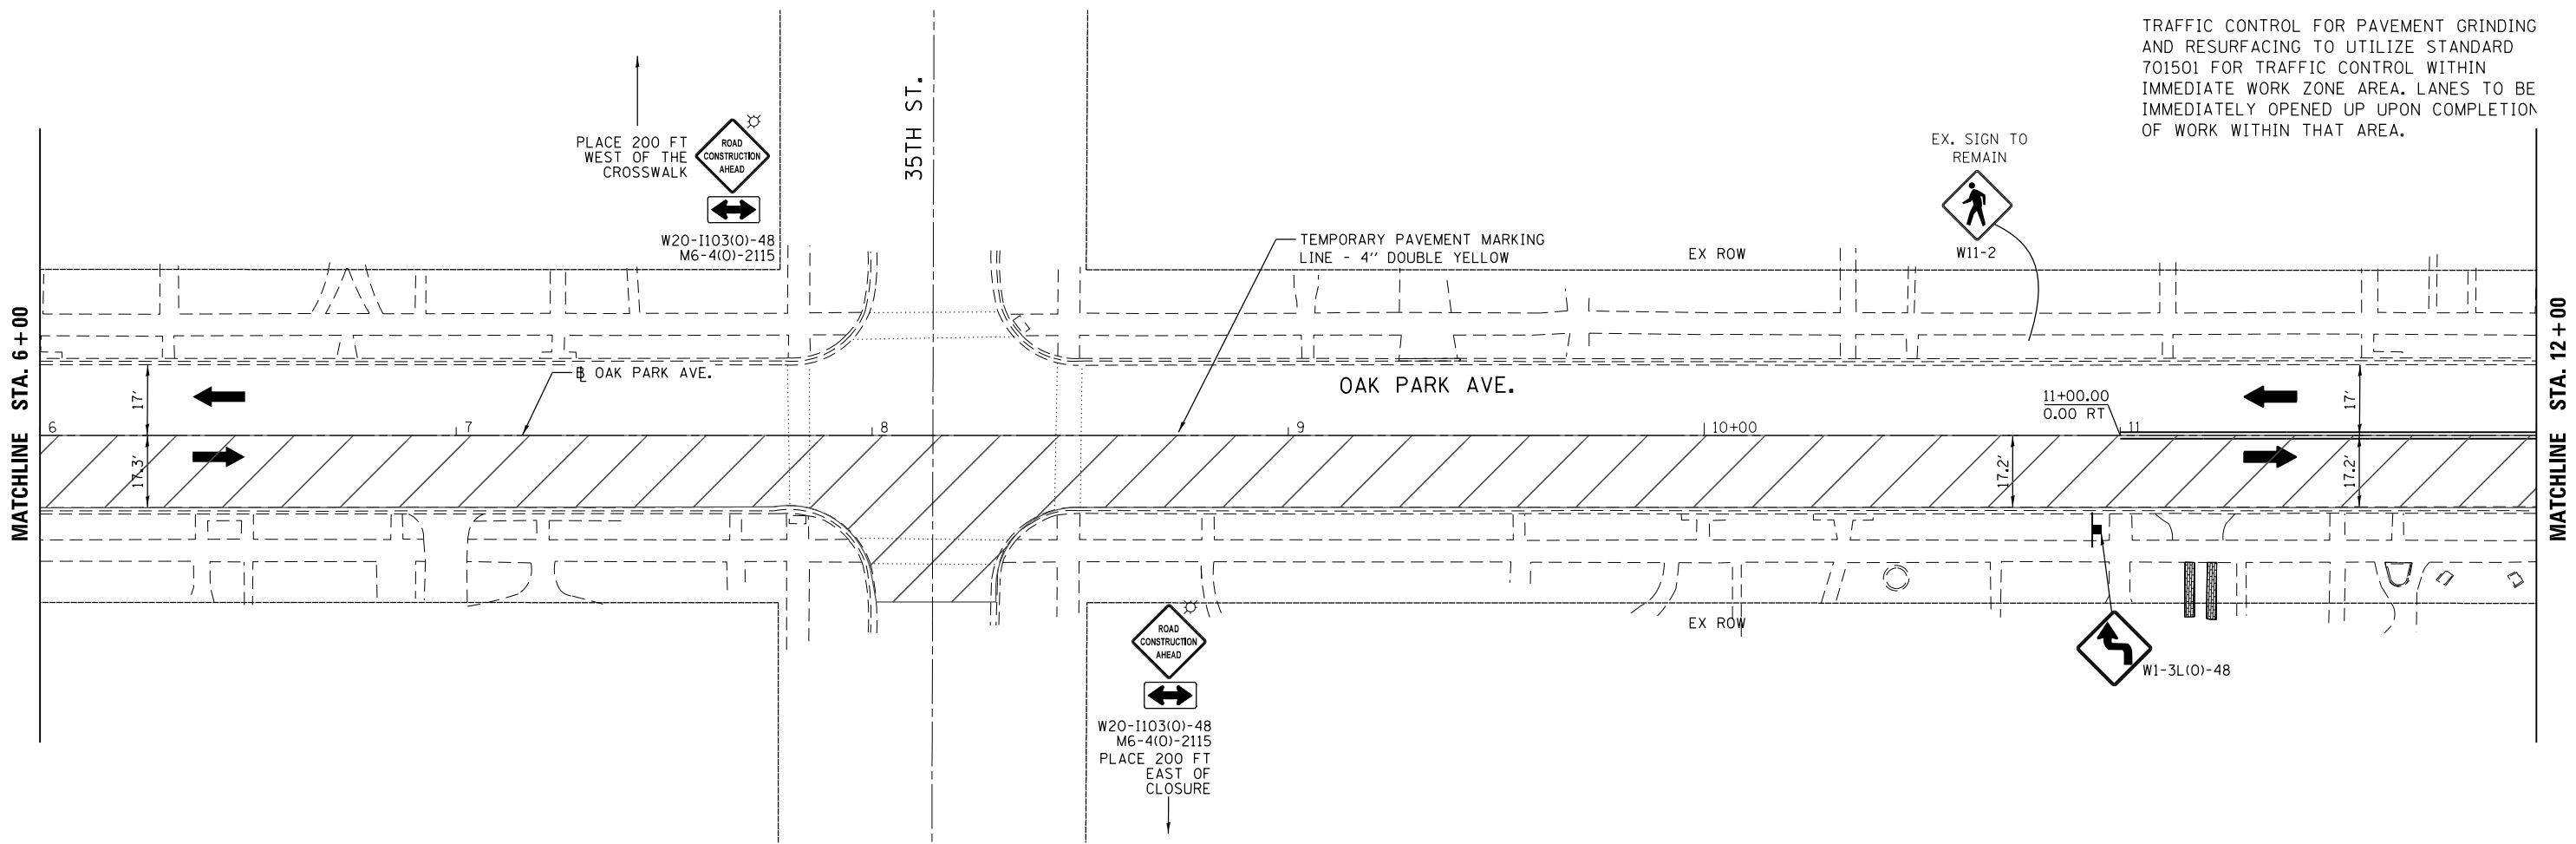 TRAFFIC CONTROL FOR PAVEMENT GRINDING
AND RESURFACING TO UTILIZE STANDARD
701501 FOR TRAFFIC CONTROL WITHIN
IMMEDIATE WORK ZONE AREA. LANES TO BE
IMMEDIATELY OPENED UP UPON COMPLETION
OF WORK WITHIN THAT AREA.
35TH ST.
PLACE 200 FT
WEST OF THE
CROSSWALK
ROAD
CONSTRUCTION
AHEAD
W20-I103(O)-48
M6-4(O)-2115
EX. SIGN TO
REMAIN
W11-2
TEMPORARY PAVEMENT MARKING
LINE - 4" DOUBLE YELLOW
EX ROW
MATCHLINE STA. 6+00
MATCHLINE STA. 12+00
℄ OAK PARK AVE.
OAK PARK AVE.
11+00.00
0.00 RT
17'
17'
6
7
8
9
10+00
11
17.3'
17.2'
17.2'
EX ROW
ROAD
CONSTRUCTION
AHEAD
W20-I103(O)-48
M6-4(O)-2115
PLACE 200 FT
EAST OF
CLOSURE
W1-3L(O)-48